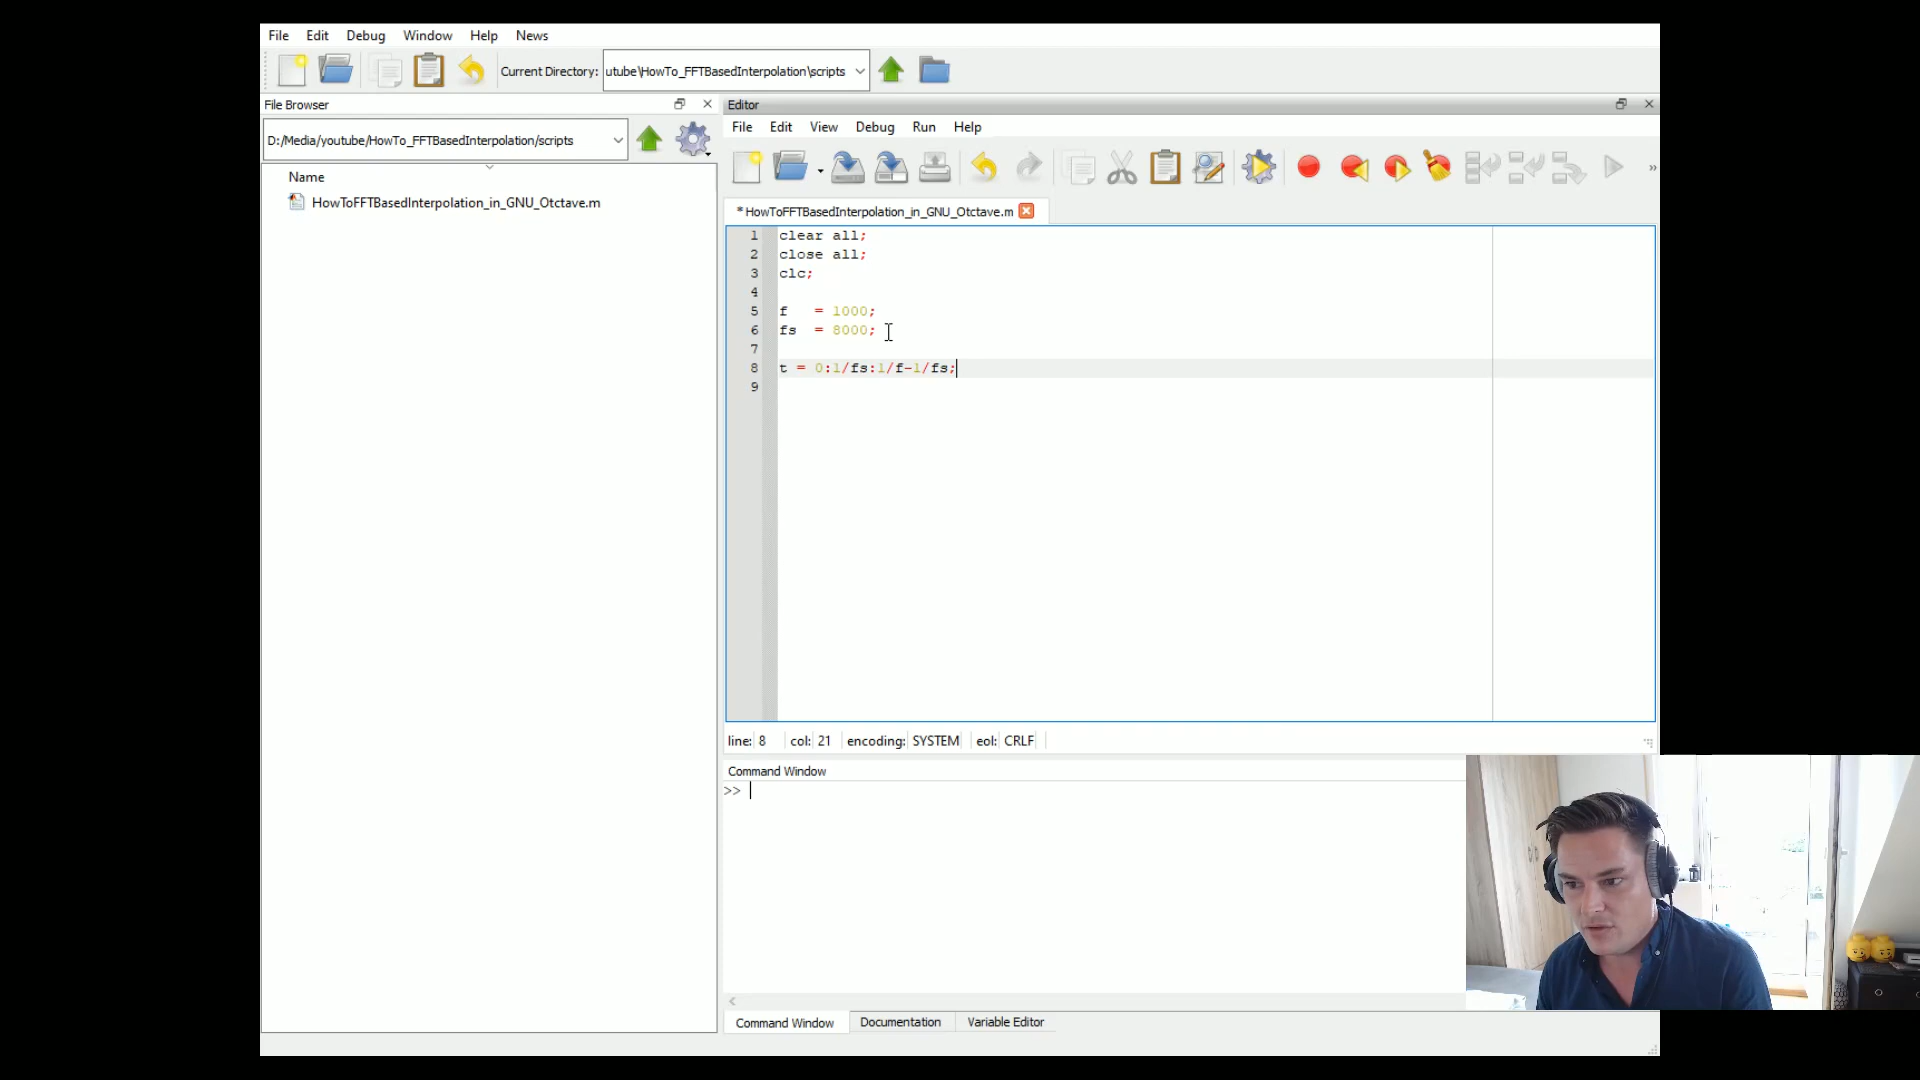 File Edit Debug Window Help News
Current Directory: utube\HowTo_FFTBasedInterpolation\scripts
File Browser
D:/Media/youtube/HowTo_FFTBasedInterpolation/scripts
Name
HowToFFTBasedInterpolation_in_GNU_Otctave.m
Editor
File Edit View Debug Run Help
»
* HowToFFTBasedInterpolation_in_GNU_Otctave.m
1 clear all;
2 close all;
3 clc;
4
5 f = 1000;
6 fs = 8000;
7
8 t = 0:1/fs:1/f-1/fs;
9
line: 8 col: 21 encoding: SYSTEM eol: CRLF
Command Window
>>
Command Window Documentation Variable Editor